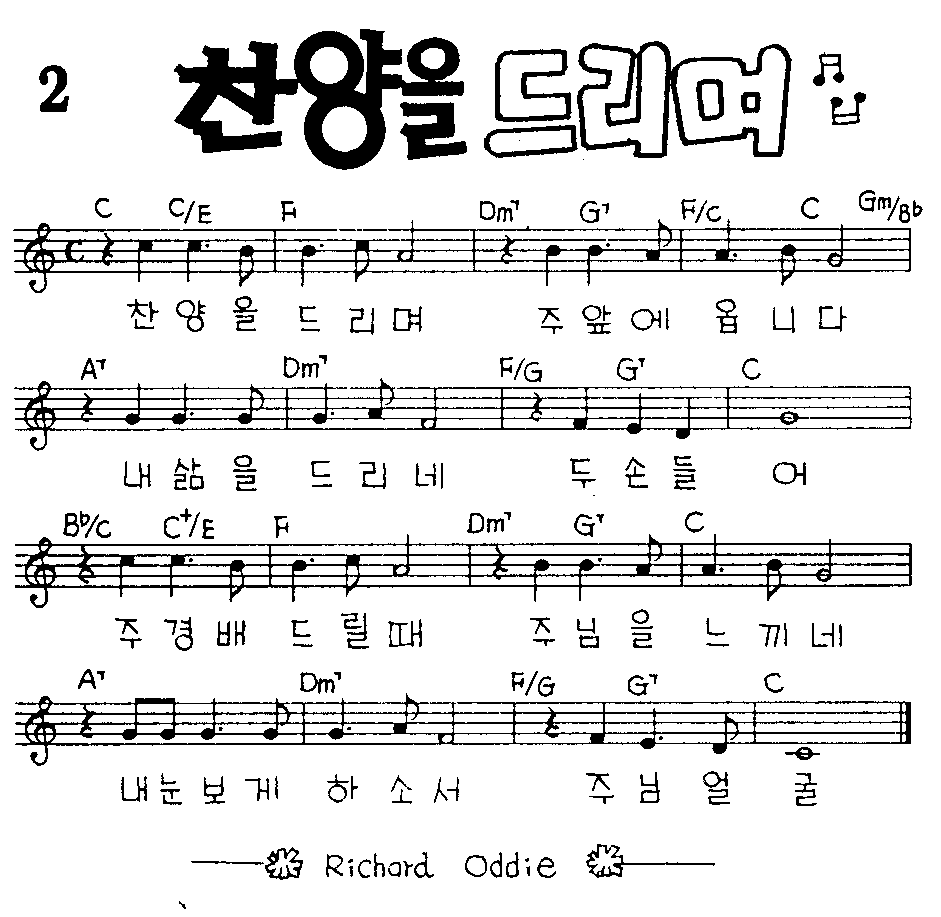 2 찬양을 드리며
C C/E F Dm7 G7 F/C C Gm/Bb
찬양을 드리며 주앞에 옵니다
A7 Dm7 F/G G7 C
내삶을 드리네 두손들어
Bb/C C+/E F Dm7 G7 C
주경배 드릴때 주님을 느끼네
A7 Dm7 F/G G7 C
내눈보게 하소서 주님얼굴
Richard Oddie